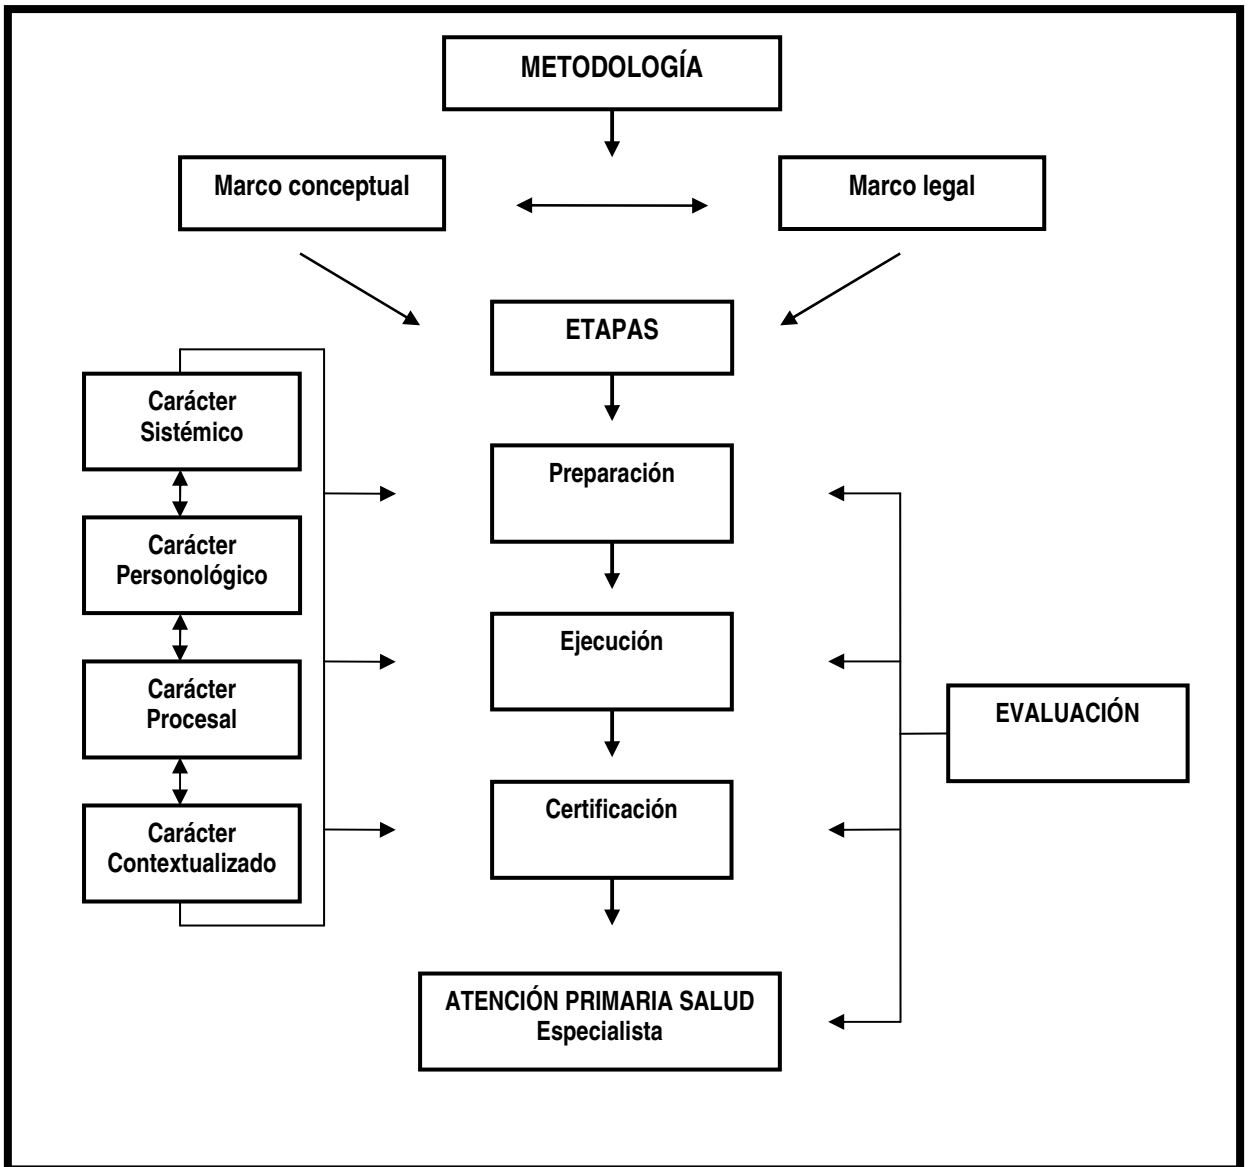 METODOLOGÍA
Marco conceptual
Marco legal
ETAPAS
Carácter
Sistémico
Preparación
Carácter
Personológico
Ejecución
Carácter
Procesal
EVALUACIÓN
Certificación
Carácter
Contextualizado
ATENCIÓN PRIMARIA SALUD
Especialista